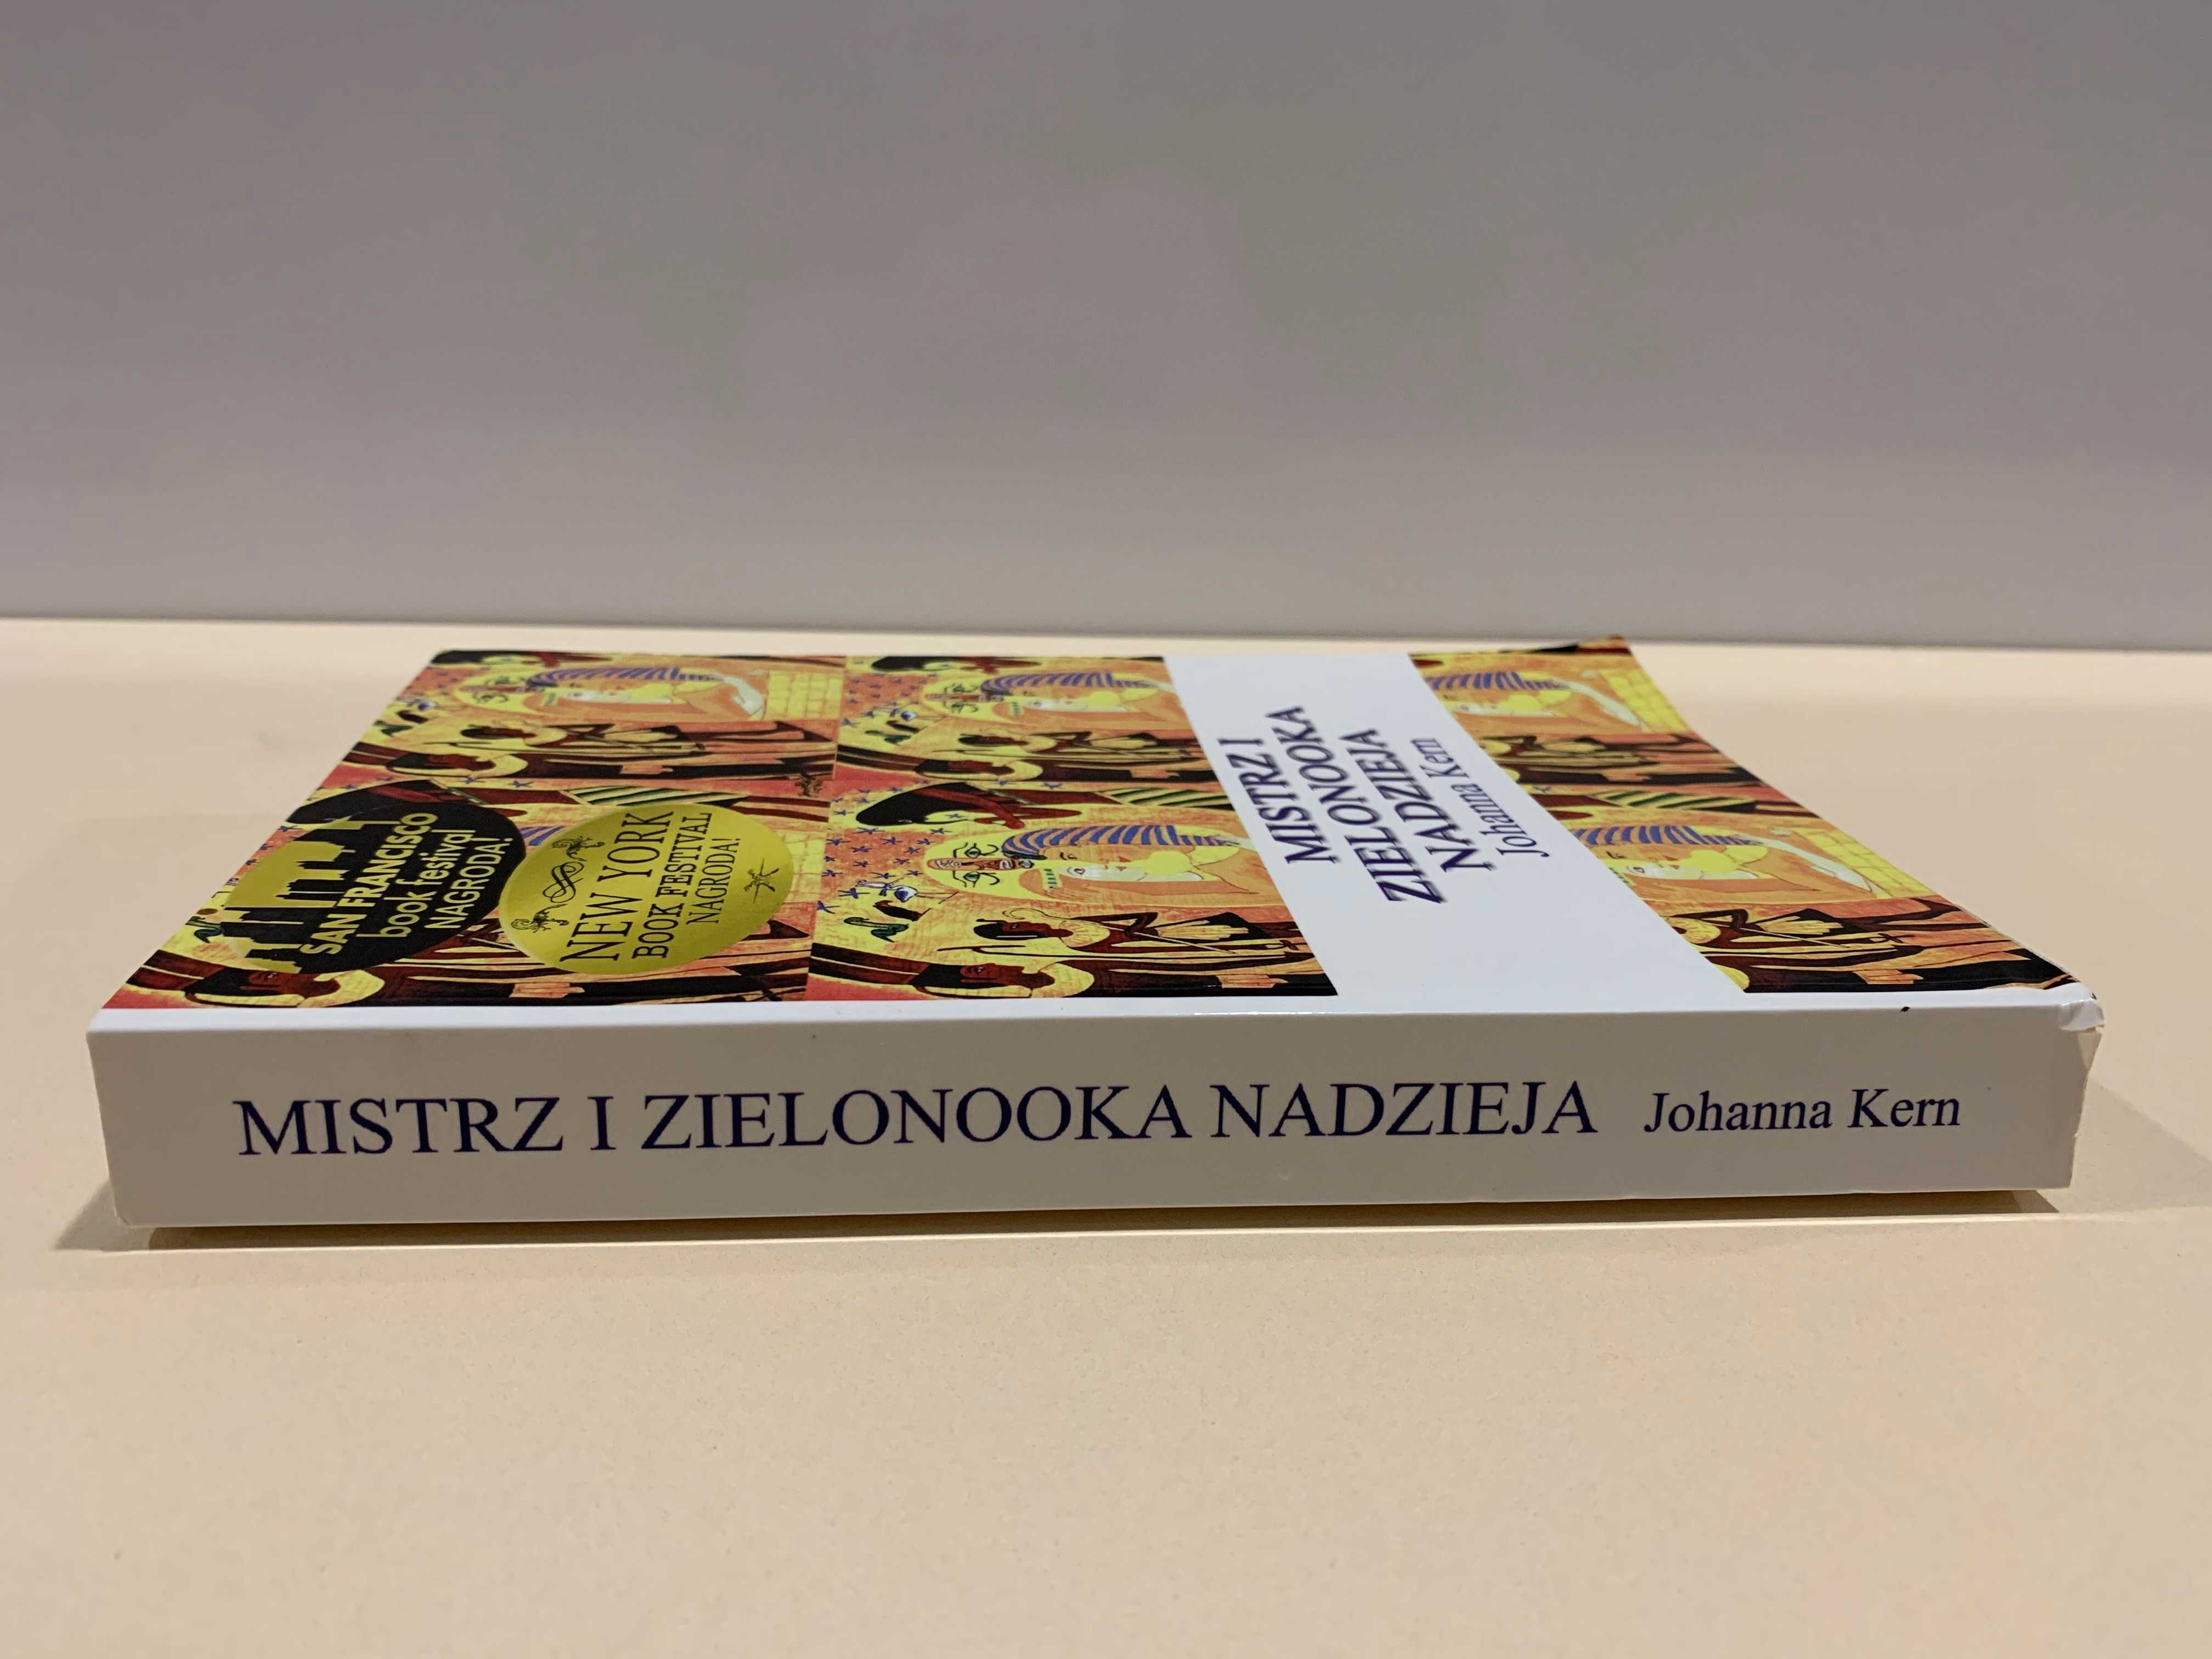 SAN FRANCISCO
book festival
NAGRODA!
NEW YORK
BOOK FESTIVAL
NAGRODA!
MISTRZ I
ZIELONOOKA
NADZIEJA
Johanna Kern
MISTRZ I ZIELONOOKA NADZIEJA Johanna Kern